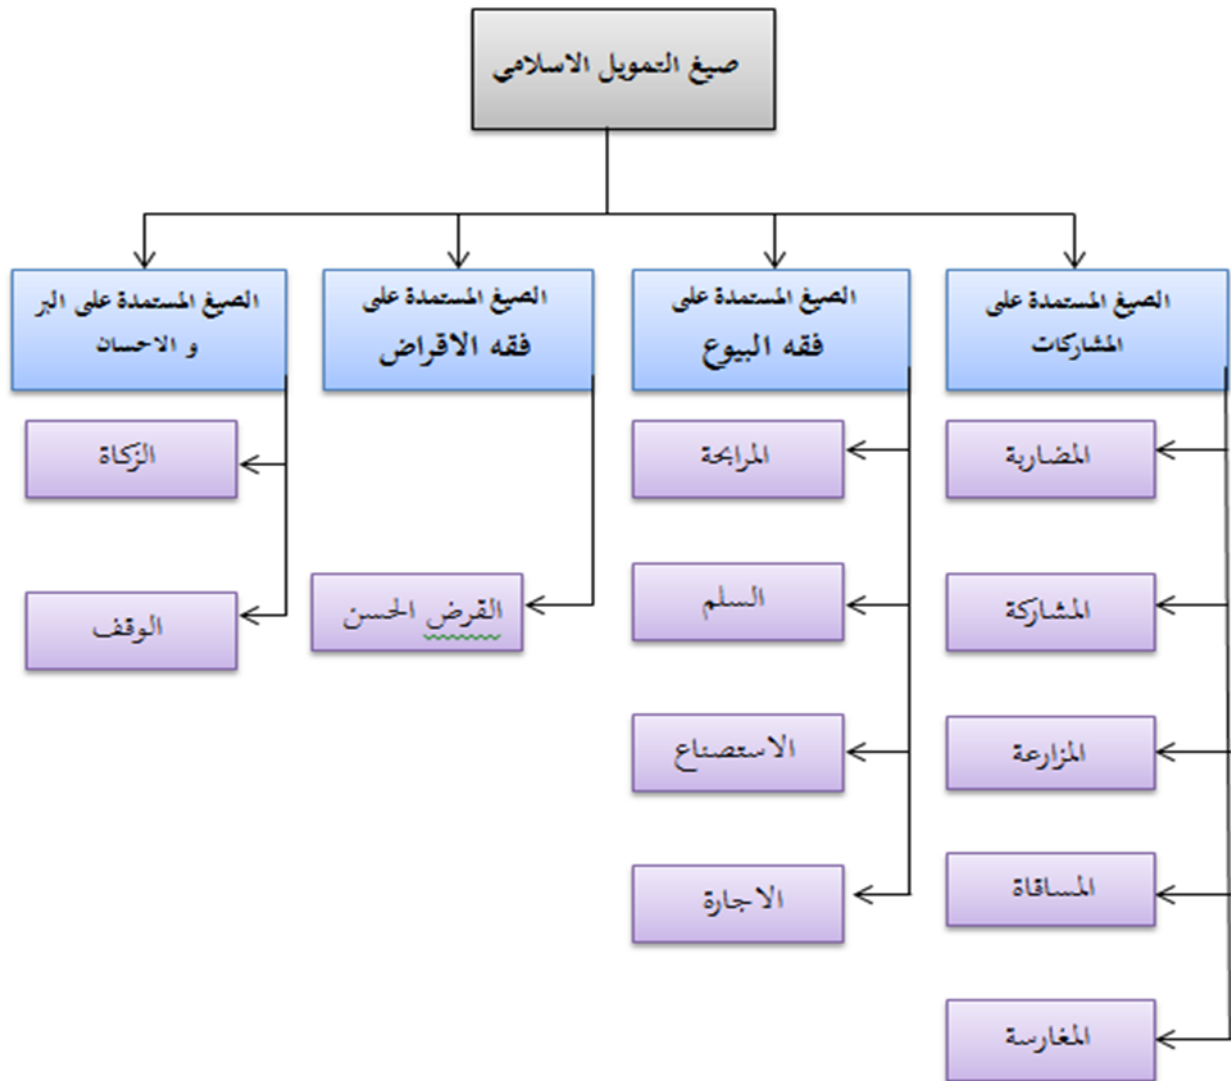 صيغ التمويل الاسلامي
الصيغ المستمدة على
المشاركات
المضاربة
المشاركة
المزارعة
المساقاة
المغارسة
الصيغ المستمدة على
فقه البيوع
المرابحة
السلم
الاستصناع
الاجارة
الصيغ المستمدة على
فقه الاقراض
القرض الحسن
الصيغ المستمدة على البر
و الاحسان
الزكاة
الوقف